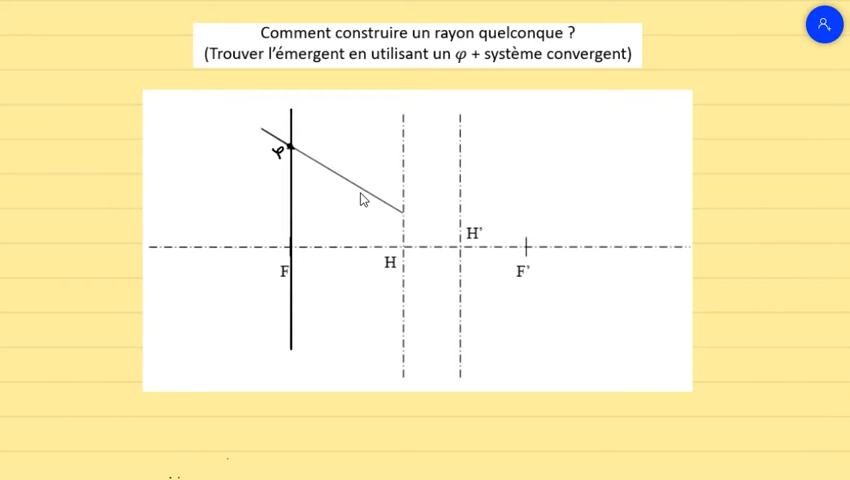 Comment construire un rayon quelconque ?
(Trouver l’émergent en utilisant un φ + système convergent)
φ
H'
F
H
F’